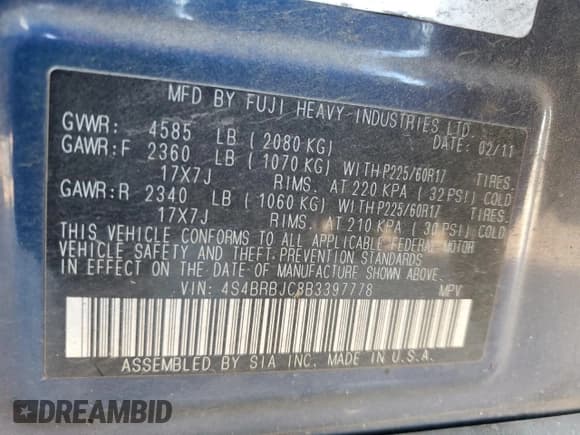 MFD BY FUJI HEAVY INDUSTRIES LTD.
GVWR: 4585 LB (2080 KG) DATE: 02/11
GAWR:F 2360 LB (1070 KG) WITH P225/60R17 TIRES.
17X7J RIMS. AT 220 KPA (32 PSI) COLD
GAWR:R 2340 LB (1060 KG) WITH P225/60R17 TIRES.
17X7J RIMS. AT 210 KPA (30 PSI) COLD
THIS VEHICLE CONFORMS TO ALL APPLICABLE FEDERAL MOTOR
VEHICLE SAFETY AND THEFT PREVENTION STANDARDS
IN EFFECT ON THE DATE OF MANUFACTURE SHOWN ABOVE.
VIN: 4S4BRBJC8B3397778 MPV
ASSEMBLED BY SIA INC. MADE IN U.S.A.
DREAMBID